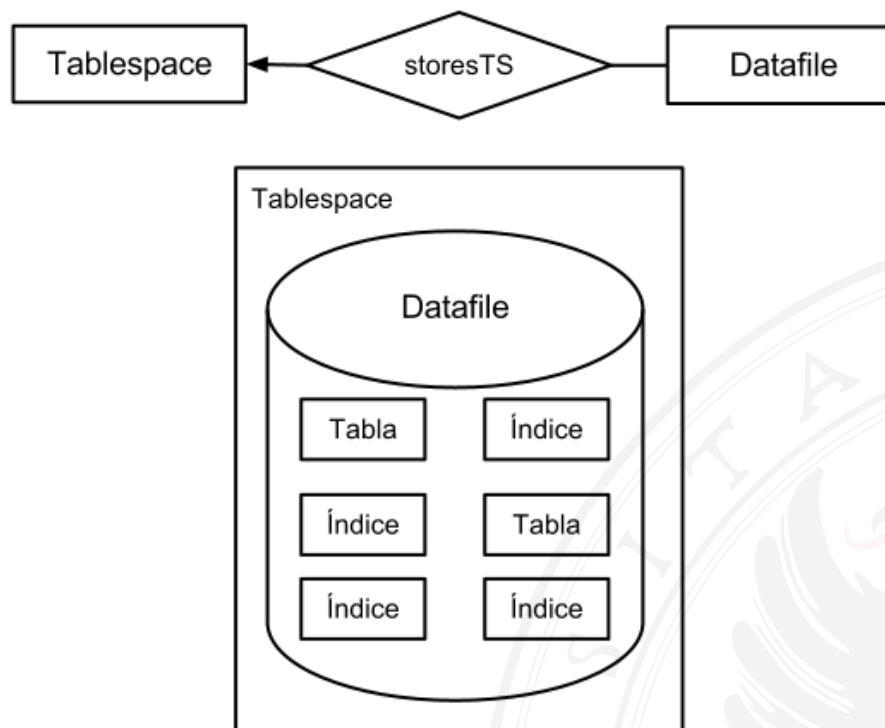 Tablespace
storesTS
Datafile
Tablespace
Datafile
Tabla
Índice
Índice
Tabla
Índice
Índice
S I T A